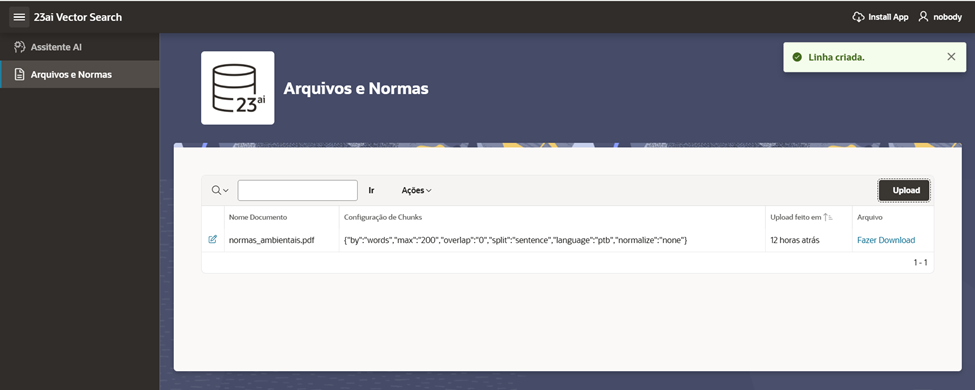 23ai Vector Search
Install App
nobody
Assitente AI
Arquivos e Normas
Linha criada.
23ai
Arquivos e Normas
Ir
Ações
Upload
Nome Documento
Configuração de Chunks
Upload feito em
Arquivo
normas_ambientais.pdf
{"by":"words","max":"200","overlap":"0","split":"sentence","language":"ptb","normalize":"none"}
12 horas atrás
Fazer Download
1 - 1